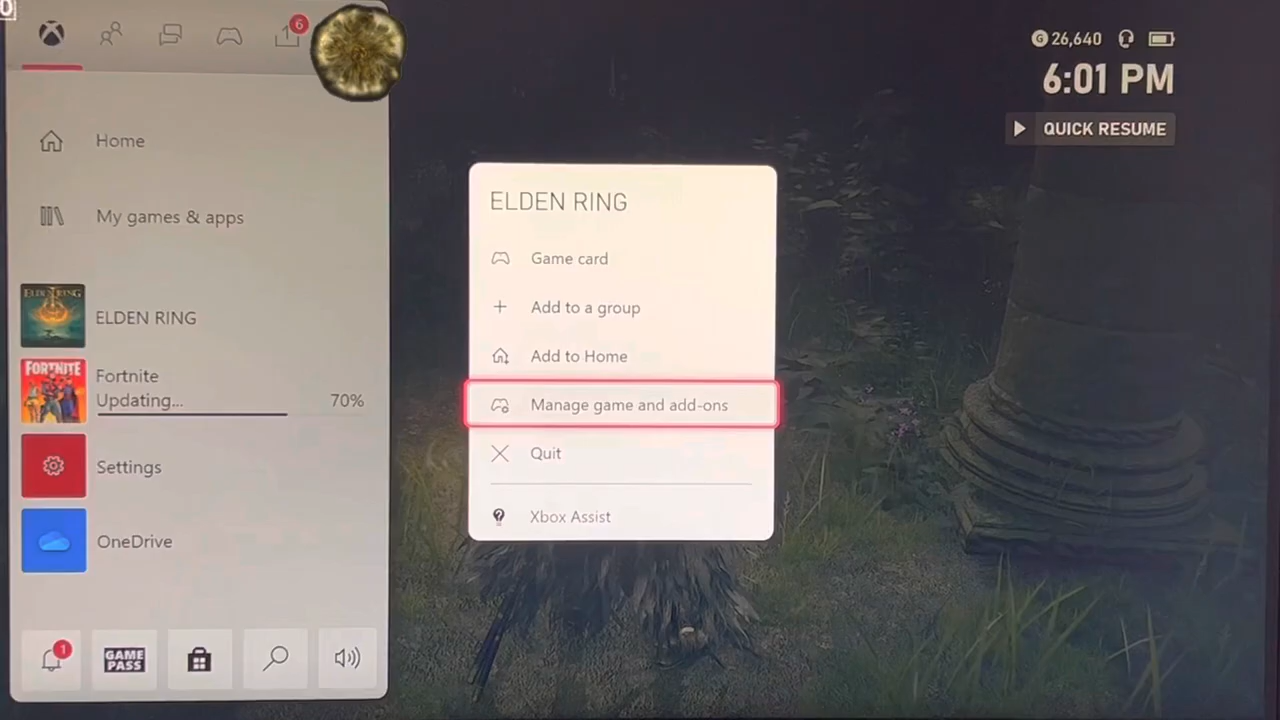 6
Home
My games & apps
ELDEN RING
ELDEN RING
FORTNITE
Fortnite
Updating...
70%
Settings
OneDrive
1
GAME
PASS
ELDEN RING
Game card
Add to a group
Add to Home
Manage game and add-ons
Quit
Xbox Assist
G 26,640
6:01 PM
QUICK RESUME